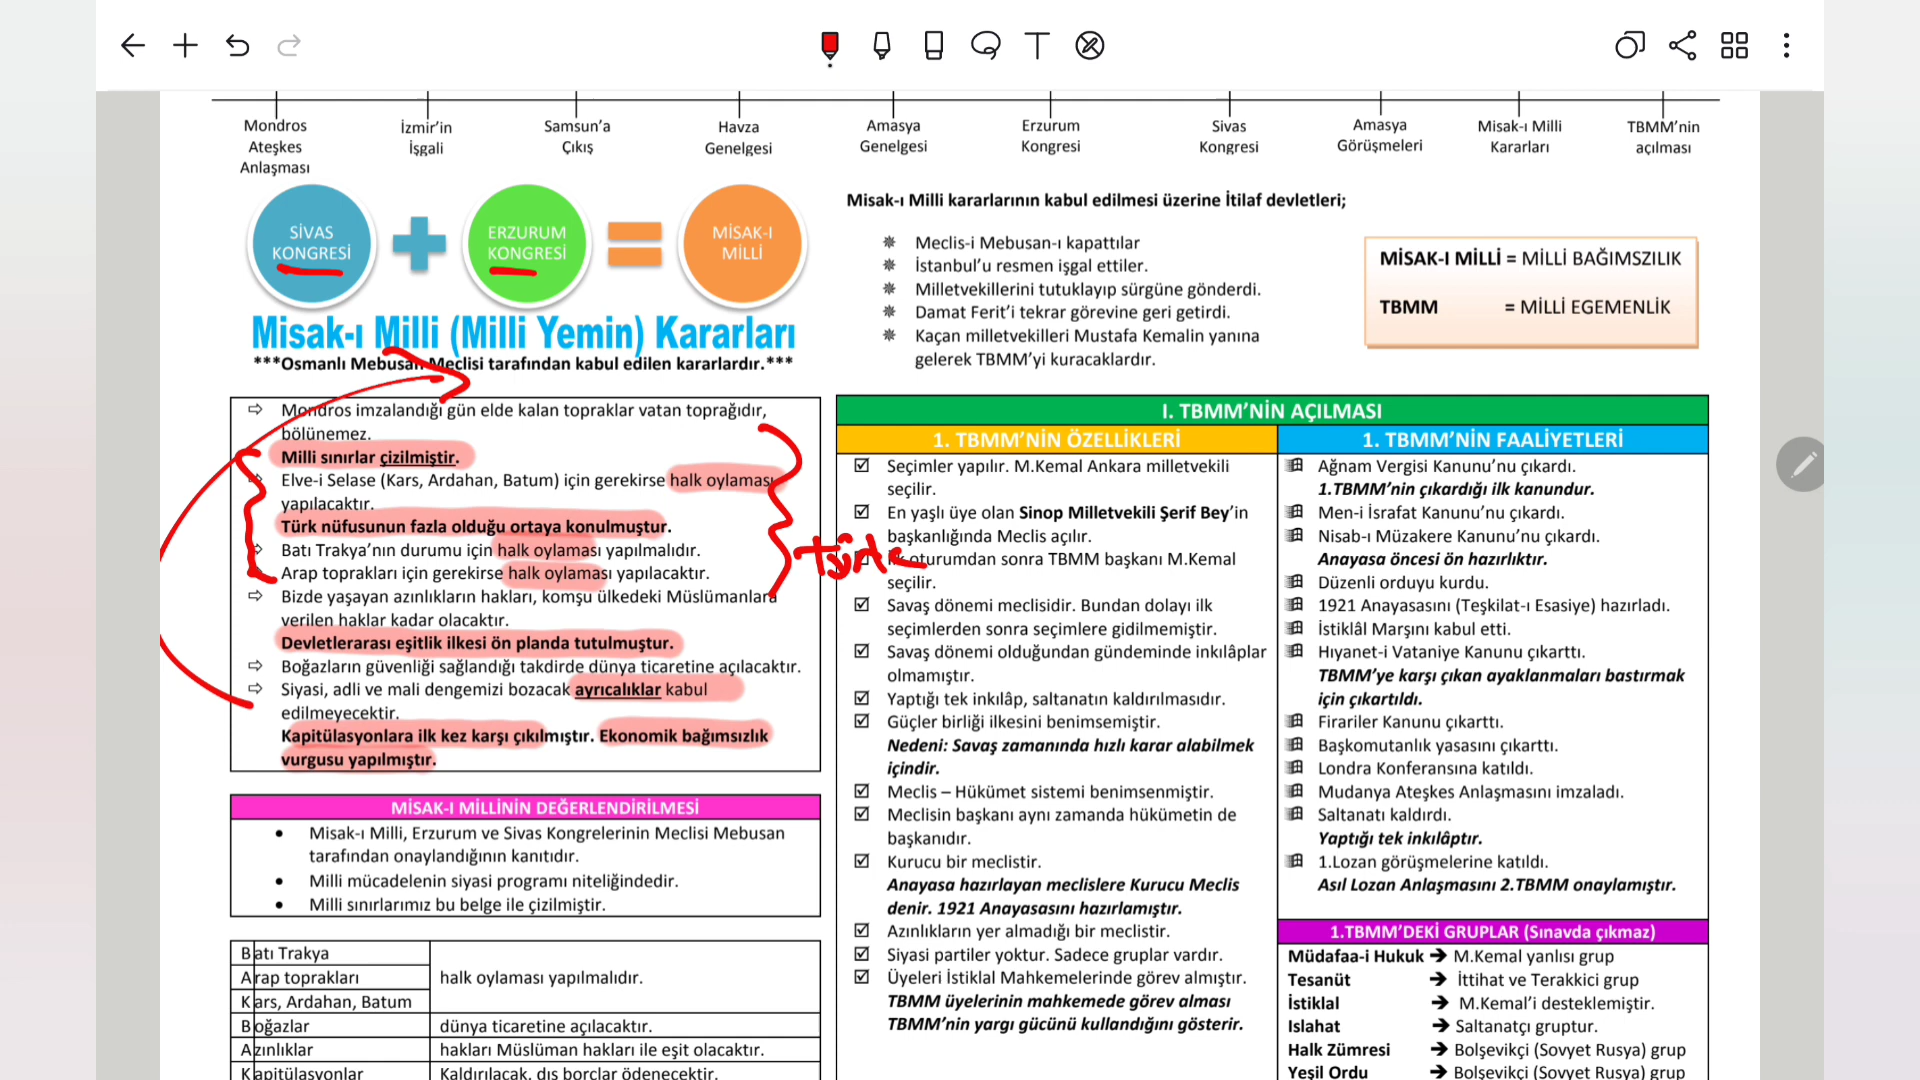 Mondros
Ateşkes
Anlaşması
İzmir’in
İşgali
Samsun’a
Çıkış
Havza
Genelgesi
Amasya
Genelgesi
Erzurum
Kongresi
Sivas
Kongresi
Amasya
Görüşmeleri
Misak-ı Milli
Kararları
TBMM’nin
açılması
SİVAS
KONGRESİ
ERZURUM
KONGRESİ
MİSAK-I
MİLLİ
Misak-ı Milli (Milli Yemin) Kararları
***Osmanlı Mebusan Meclisi tarafından kabul edilen kararlardır.***
Mondros imzalandığı gün elde kalan topraklar vatan toprağıdır,
bölünemez.
Milli sınırlar çizilmiştir.
Elve-i Selase (Kars, Ardahan, Batum) için gerekirse halk oylaması
yapılacaktır.
Türk nüfusunun fazla olduğu ortaya konulmuştur.
Batı Trakya’nın durumu için halk oylaması yapılmalıdır.
Arap toprakları için gerekirse halk oylaması yapılacaktır.
Bizde yaşayan azınlıkların hakları, komşu ülkedeki Müslümanlara
verilen haklar kadar olacaktır.
Devletlerarası eşitlik ilkesi ön planda tutulmuştur.
Boğazların güvenliği sağlandığı takdirde dünya ticaretine açılacaktır.
Siyasi, adli ve mali dengemizi bozacak ayrıcalıklar kabul
edilmeyecektir.
Kapitülasyonlara ilk kez karşı çıkılmıştır. Ekonomik bağımsızlık
vurgusu yapılmıştır.
MİSAK-I MİLLİNİN DEĞERLENDİRİLMESİ
Misak-ı Milli, Erzurum ve Sivas Kongrelerinin Meclisi Mebusan
tarafından onaylandığının kanıtıdır.
Milli mücadelenin siyasi programı niteliğindedir.
Milli sınırlarımız bu belge ile çizilmiştir.
Batı Trakya
Arap toprakları
Kars, Ardahan, Batum
halk oylaması yapılmalıdır.
Boğazlar dünya ticaretine açılacaktır.
Azınlıklar hakları Müslüman hakları ile eşit olacaktır.
Kapitülasyonlar Kaldırılacak, dış borçlar ödenecektir.
Misak-ı Milli kararlarının kabul edilmesi üzerine İtilaf devletleri;
Meclis-i Mebusan-ı kapattılar
İstanbul’u resmen işgal ettiler.
Milletvekillerini tutuklayıp sürgüne gönderdi.
Damat Ferit’i tekrar görevine geri getirdi.
Kaçan milletvekilleri Mustafa Kemalin yanına
gelerek TBMM’yi kuracaklardır.
MİSAK-I MİLLİ = MİLLİ BAĞIMSZILIK
TBMM = MİLLİ EGEMENLİK
I. TBMM’NİN AÇILMASI
1. TBMM’NİN ÖZELLİKLERİ
Seçimler yapılır. M.Kemal Ankara milletvekili
seçilir.
En yaşlı üye olan Sinop Milletvekili Şerif Bey’in
başkanlığında Meclis açılır.
türk
İlk oturumdan sonra TBMM başkanı M.Kemal
seçilir.
Savaş dönemi meclisidir. Bundan dolayı ilk
seçimlerden sonra seçimlere gidilmemiştir.
Savaş dönemi olduğundan gündeminde inkılâplar
olmamıştır.
Yaptığı tek inkılâp, saltanatın kaldırılmasıdır.
Güçler birliği ilkesini benimsemiştir.
Nedeni: Savaş zamanında hızlı karar alabilmek
içindir.
Meclis – Hükümet sistemi benimsenmiştir.
Meclisin başkanı aynı zamanda hükümetin de
başkanıdır.
Kurucu bir meclistir.
Anayasa hazırlayan meclislere Kurucu Meclis
denir. 1921 Anayasasını hazırlamıştır.
Azınlıkların yer almadığı bir meclistir.
Siyasi partiler yoktur. Sadece gruplar vardır.
Üyeleri İstiklal Mahkemelerinde görev almıştır.
TBMM üyelerinin mahkemede görev alması
TBMM’nin yargı gücünü kullandığını gösterir.
1. TBMM’NİN FAALİYETLERİ
Ağnam Vergisi Kanunu’nu çıkardı.
1.TBMM’nin çıkardığı ilk kanundur.
Men-i İsrafat Kanunu’nu çıkardı.
Nisab-ı Müzakere Kanunu’nu çıkardı.
Anayasa öncesi ön hazırlıktır.
Düzenli orduyu kurdu.
1921 Anayasasını (Teşkilat-ı Esasiye) hazırladı.
İstiklâl Marşını kabul etti.
Hıyanet-i Vataniye Kanunu çıkarttı.
TBMM’ye karşı çıkan ayaklanmaları bastırmak
için çıkartıldı.
Firariler Kanunu çıkarttı.
Başkomutanlık yasasını çıkarttı.
Londra Konferansına katıldı.
Mudanya Ateşkes Anlaşmasını imzaladı.
Saltanatı kaldırdı.
Yaptığı tek inkılâptır.
1.Lozan görüşmelerine katıldı.
Asıl Lozan Anlaşmasını 2.TBMM onaylamıştır.
1.TBMM’DEKİ GRUPLAR (Sınavda çıkmaz)
Müdafaa-i Hukuk ➔ M.Kemal yanlısı grup
Tesanüt ➔ İttihat ve Terakkici grup
İstiklal ➔ M.Kemal’i desteklemiştir.
Islahat ➔ Saltanatçı gruptur.
Halk Zümresi ➔ Bolşevikçi (Sovyet Rusya) grup
Yeşil Ordu ➔ Bolşevikçi (Sovyet Rusya) grup